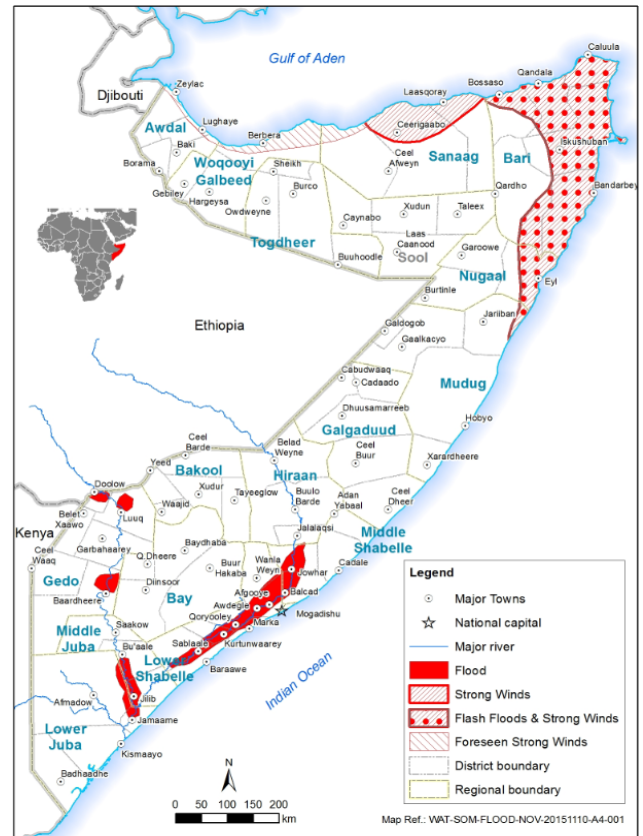 Gulf of Aden
Caluula
Qandala
Bossaso
Laasqoray
Zeylac
Djibouti
Lughaye
Berbera
Awdal
Baki
Ceerigaabo
Iskushuban
Borama
Woqooyi
Galbeed
Sheikh
Ceel
Afweyn
Sanaag
Bari
Gebiley
Hargeysa
Burco
Owdweyne
Qardho
Bandarbey
Xudun
Taleex
Caynabo
Togdheer
Laas
Caanood
Sool
Garoowe
Buuhoodle
Nugaal
Eyl
Burtinle
Ethiopia
Jariiban
Galdogob
Gaalkacyo
Cabudwaaq
Cadaado
Mudug
Dhuusamarreeb
Galgaduud
Hobyo
Ceel
Barde
Belad
Weyne
Ceel
Buur
Yeed
Bakool
Hiraan
Xarardheere
Doolow
Xudur
Tayeeglow
Buulo
Barde
Adan
Yabaal
Ceel
Dheer
Belet
Xaawo
Luuq
Waajid
Kenya
Jalalaqsi
Garbahaarey
Baydhaba
Middle
Shabelle
Ceel
Waaq
Q.Dheere
Buur
Hakaba
Wanla
Weyn
Jowhar
Cadale
Gedo
Diinsoor
Bay
Afgooye
Balcad
Baardheere
Awdegle
Qoryooley
Mogadishu
Marka
Middle
Juba
Saakow
Sablaale
Kurtunwaarey
Bu'aale
Lower
Shabelle
Baraawe
Indian Ocean
Afmadow
Jilib
Lower
Juba
Jamaame
Kismaayo
Badhaadhe
N
0 50 100 200
km
Legend
Major Towns
National capital
Major river
Flood
Strong Winds
Flash Floods & Strong Winds
Foreseen Strong Winds
District boundary
Regional boundary
Map Ref.: WAT-SOM-FLOOD-NOV-20151110-A4-001